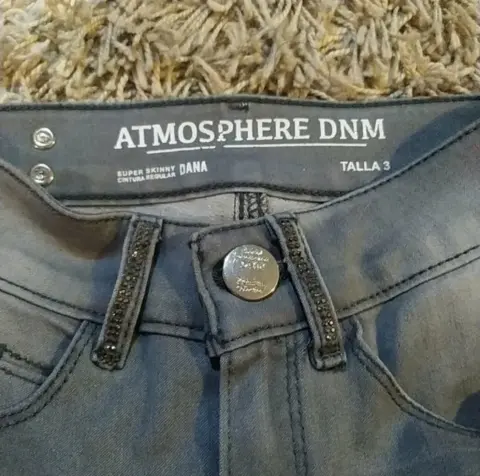 ATMOSPHERE DNM
SUPER SKINNY
CINTURA REGULAR
DANA
TALLA 3